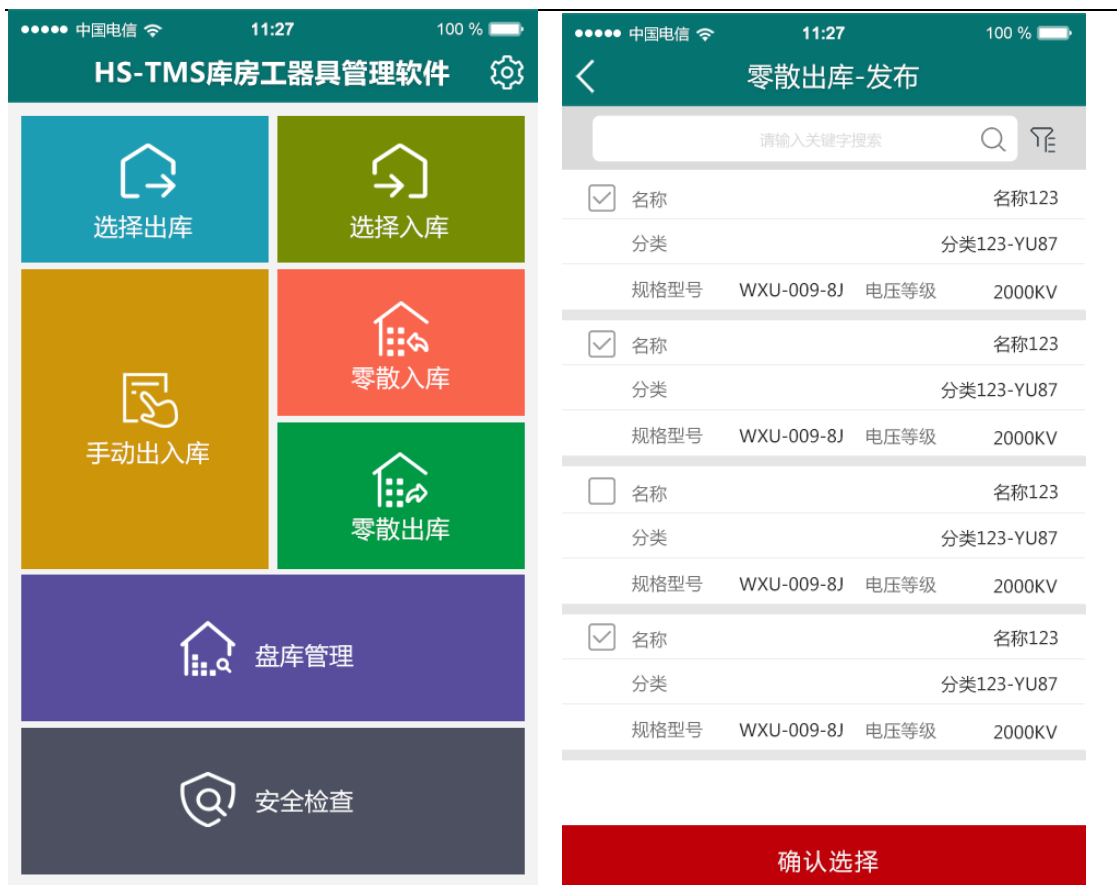 中国电信 11:27 100 %
HS-TMS库房工器具管理软件
选择出库
选择入库
手动出入库
零散入库
零散出库
盘库管理
安全检查
中国电信 11:27 100 %
零散出库-发布
请输入关键字搜索
名称 名称123
分类 分类123-YU87
规格型号 WXU-009-8J 电压等级 2000KV
名称 名称123
分类 分类123-YU87
规格型号 WXU-009-8J 电压等级 2000KV
名称 名称123
分类 分类123-YU87
规格型号 WXU-009-8J 电压等级 2000KV
名称 名称123
分类 分类123-YU87
规格型号 WXU-009-8J 电压等级 2000KV
确认选择